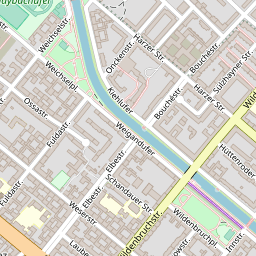 Weichselstr.
Weichselpl.
Ossastr.
Fuldastr.
Onckenstr.
Harzer Str.
Bouchéstr.
Sülzhayner Str.
Harzer Str.
Kiehlufer
Bouchéstr.
Weigandufer
Elbestr.
Hüttenroder
Elbestr.
Schandauer Str.
Fuldastr.
Weserstr.
Wildenbruchpl.
Innstr.